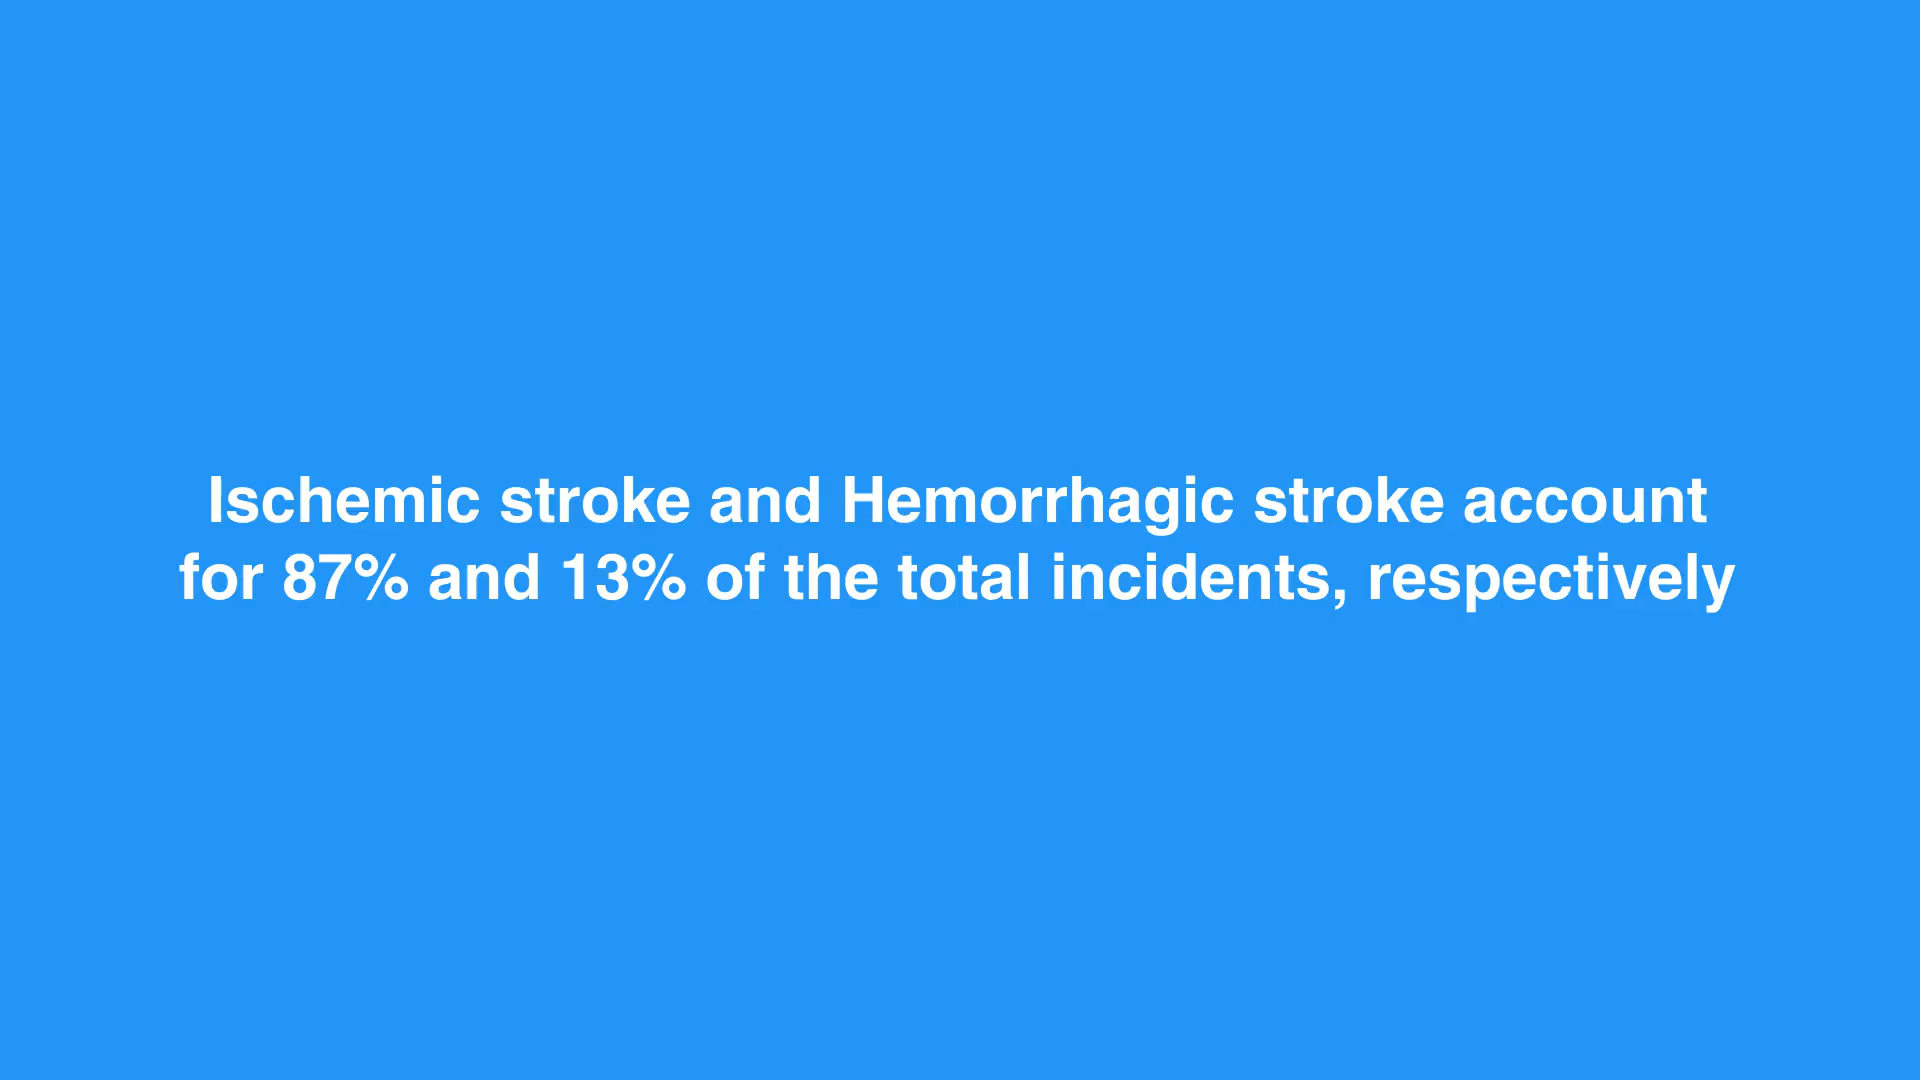 Ischemic stroke and Hemorrhagic stroke account
for 87% and 13% of the total incidents, respectively